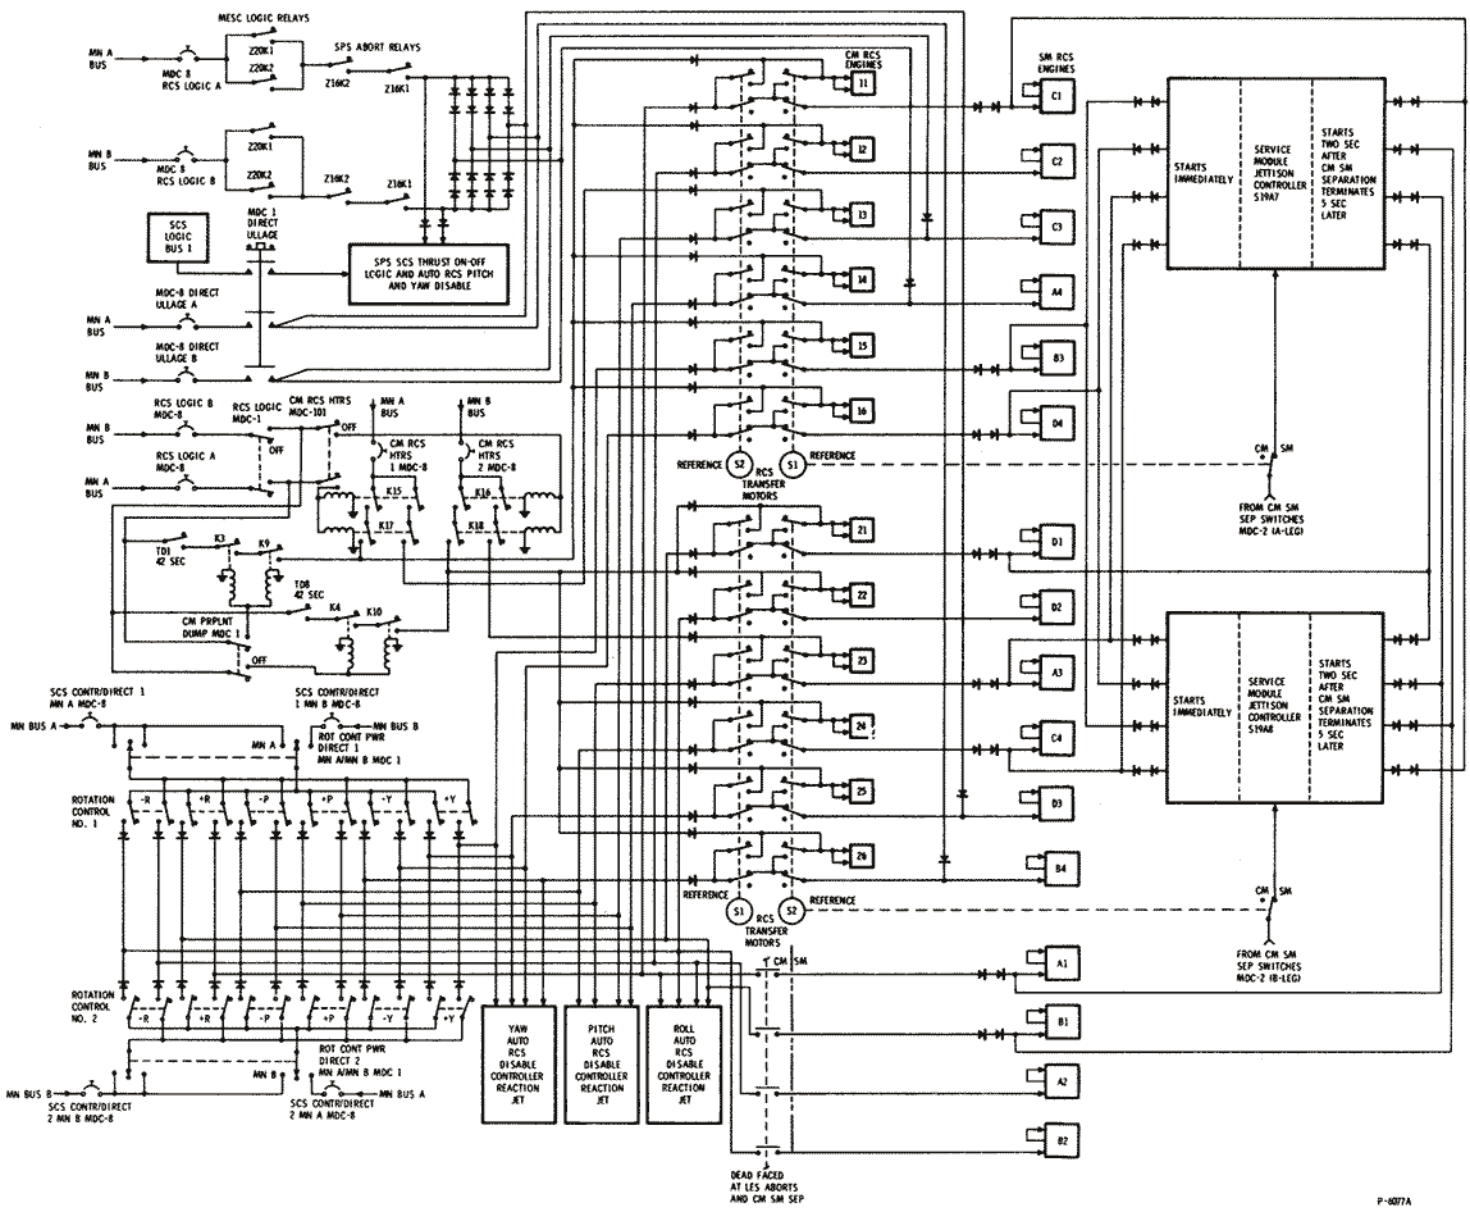 MESC LOGIC RELAYS
MN A
BUS
MDC 8
RCS LOGIC A
Z20K1
Z20K2
SPS ABORT RELAYS
Z16K2
Z16K1
MN B
BUS
MDC 8
RCS LOGIC B
Z20K1
Z20K2
Z16K2
Z16K1
SCS
LOGIC
BUS 1
MDC 1
DIRECT
ULLAGE
SPS SCS THRUST ON-OFF
LOGIC AND AUTO RCS PITCH
AND YAW DISABLE
MDC-8 DIRECT
ULLAGE A
MN A
BUS
MDC-8 DIRECT
ULLAGE B
MN B
BUS
RCS LOGIC B
MDC-8
MN B
BUS
RCS LOGIC A
MDC-8
MN A
BUS
RCS LOGIC
MDC-1
OFF
CM RCS HTRS
MDC-101
OFF
MN A
BUS
CM RCS
HTRS
1 MDC-8
MN B
BUS
CM RCS
HTRS
2 MDC-8
K15
K16
K17
K18
TD1
42 SEC
K3
K9
TD8
42 SEC
K4
K10
CM PRPLNT
DUMP MDC 1
OFF
SCS CONTR/DIRECT 1
MN A MDC-8
MN BUS A
SCS CONTR/DIRECT
1 MN B MDC-8
MN BUS B
ROT CONT PWR
DIRECT 1
MN A/MN B MDC 1
MN A
ROTATION
CONTROL
NO. 1
-R
+R
-P
+P
-Y
+Y
ROTATION
CONTROL
NO. 2
-R
+R
-P
+P
-Y
+Y
ROT CONT PWR
DIRECT 2
MN A/MN B MDC 1
MN B
MN BUS B
SCS CONTR/DIRECT
2 MN B MDC-8
MN BUS A
SCS CONTR/DIRECT
2 MN A MDC-8
YAW
AUTO
RCS
DISABLE
CONTROLLER
REACTION
JET
PITCH
AUTO
RCS
DISABLE
CONTROLLER
REACTION
JET
ROLL
AUTO
RCS
DISABLE
CONTROLLER
REACTION
JET
CM RCS
ENGINES
11
12
13
14
15
16
REFERENCE
S2
S1
REFERENCE
RCS
TRANSFER
MOTORS
21
22
23
24
25
26
REFERENCE
S1
S2
REFERENCE
RCS
TRANSFER
MOTORS
CM SM
DEAD FACED
AT LES ABORTS
AND CM SM SEP
SM RCS
ENGINES
C1
C2
C3
A4
B3
D4
D1
D2
A3
C4
D3
B4
A1
B1
A2
B2
STARTS
IMMEDIATELY
SERVICE
MODULE
JETTISON
CONTROLLER
S19A7
STARTS
TWO SEC
AFTER
CM SM
SEPARATION
TERMINATES
5 SEC
LATER
CM SM
FROM CM SM
SEP SWITCHES
MDC-2 (A-LEG)
STARTS
IMMEDIATELY
SERVICE
MODULE
JETTISON
CONTROLLER
S19A8
STARTS
TWO SEC
AFTER
CM SM
SEPARATION
TERMINATES
5 SEC
LATER
CM SM
FROM CM SM
SEP SWITCHES
MDC-2 (B-LEG)
P-8077A